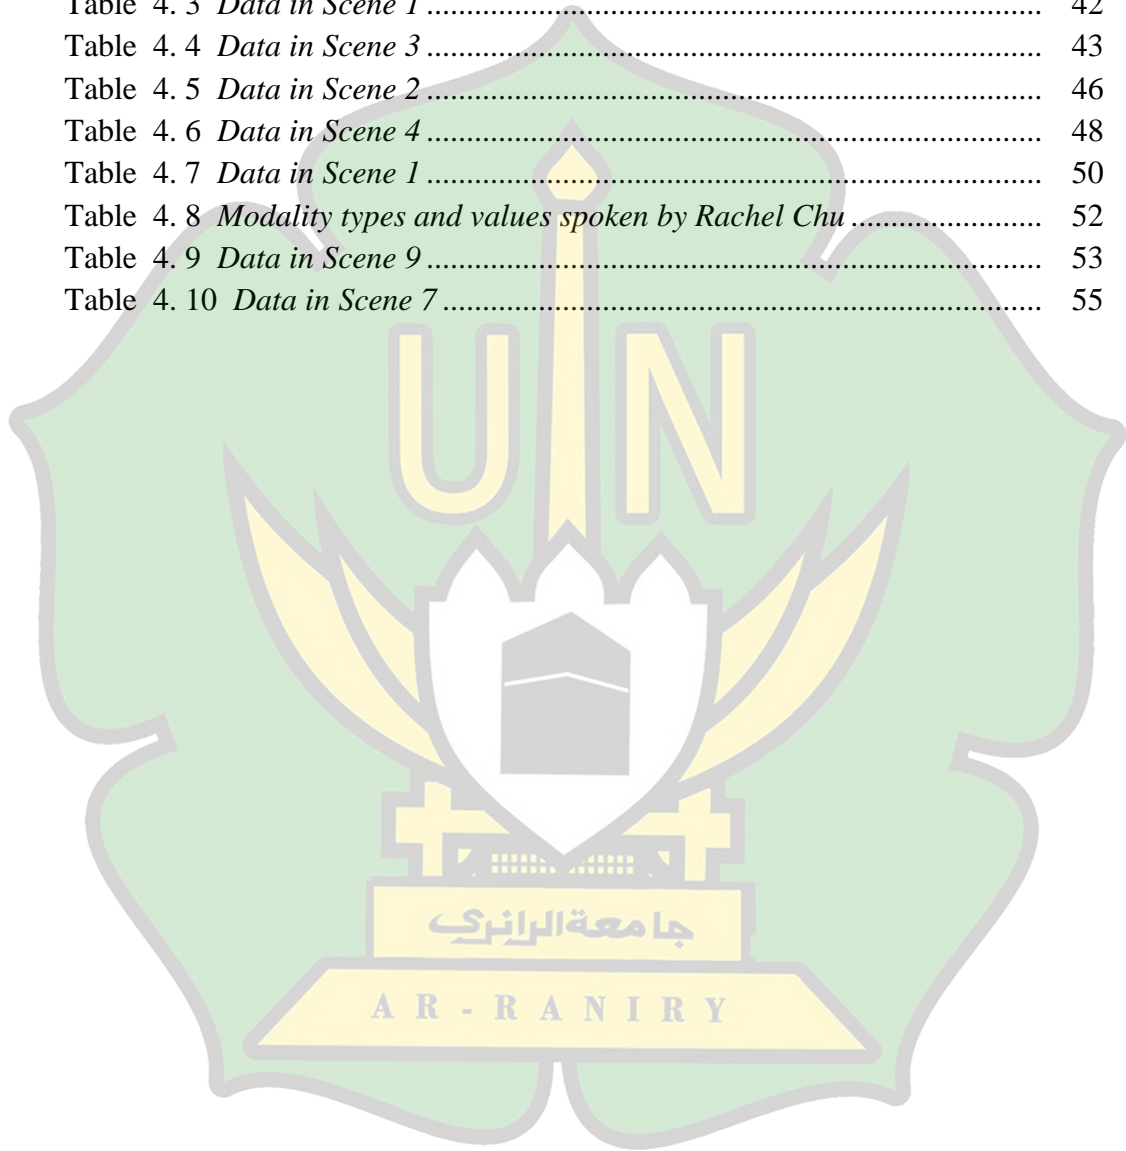 Table 4. 3 Data in Scene 1 ............................................................................. 42
Table 4. 4 Data in Scene 3 ............................................................................. 43
Table 4. 5 Data in Scene 2 ............................................................................. 46
Table 4. 6 Data in Scene 4 ............................................................................. 48
Table 4. 7 Data in Scene 1 ............................................................................. 50
Table 4. 8 Modality types and values spoken by Rachel Chu ........................ 52
Table 4. 9 Data in Scene 9 ............................................................................. 53
Table 4. 10 Data in Scene 7 ........................................................................... 55
UIN
جامعةالرانري
AR-RANIRY